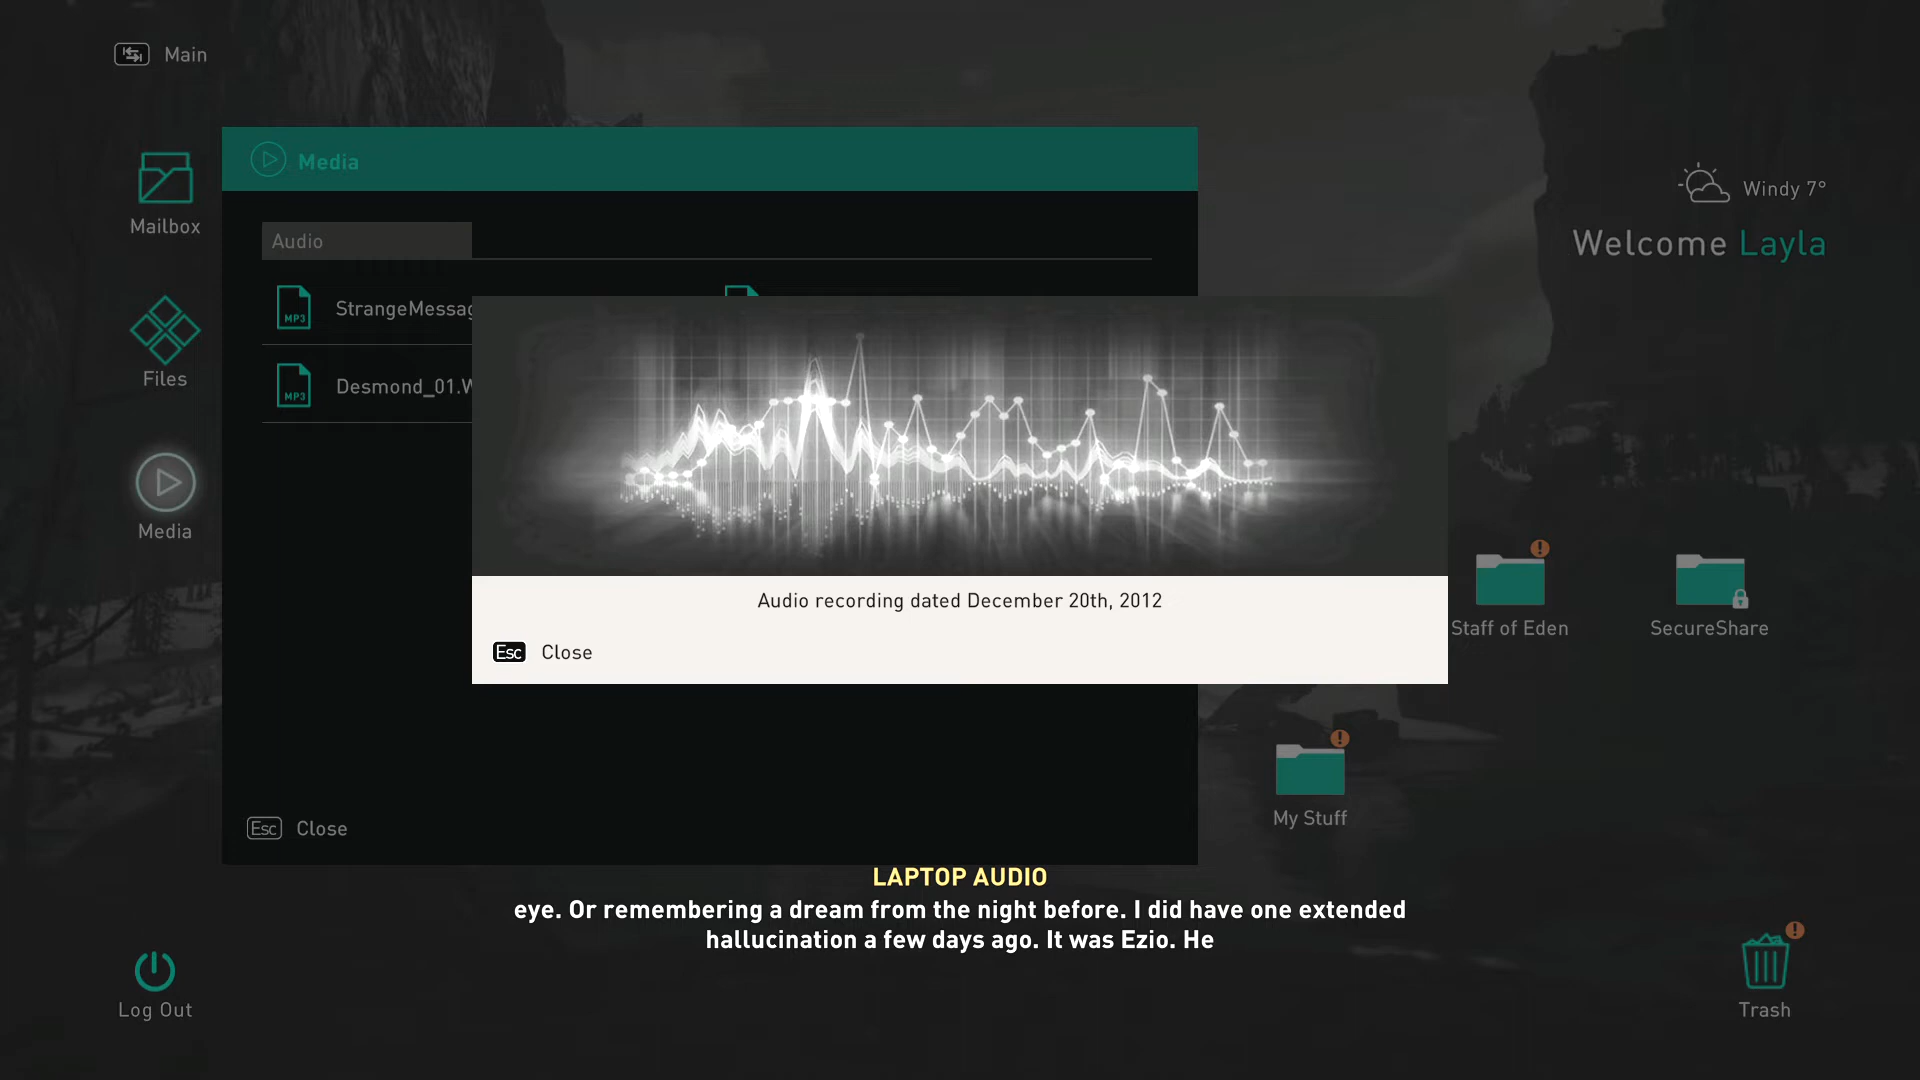 Main
Media
Mailbox
Windy 7°
Welcome Layla
Audio
MP3
StrangeMessag
Files
MP3
Desmond_01.W
Media
Audio recording dated December 20th, 2012
Staff of Eden
SecureShare
Esc Close
My Stuff
Esc Close
LAPTOP AUDIO
eye. Or remembering a dream from the night before. I did have one extended
hallucination a few days ago. It was Ezio. He
Log Out
Trash